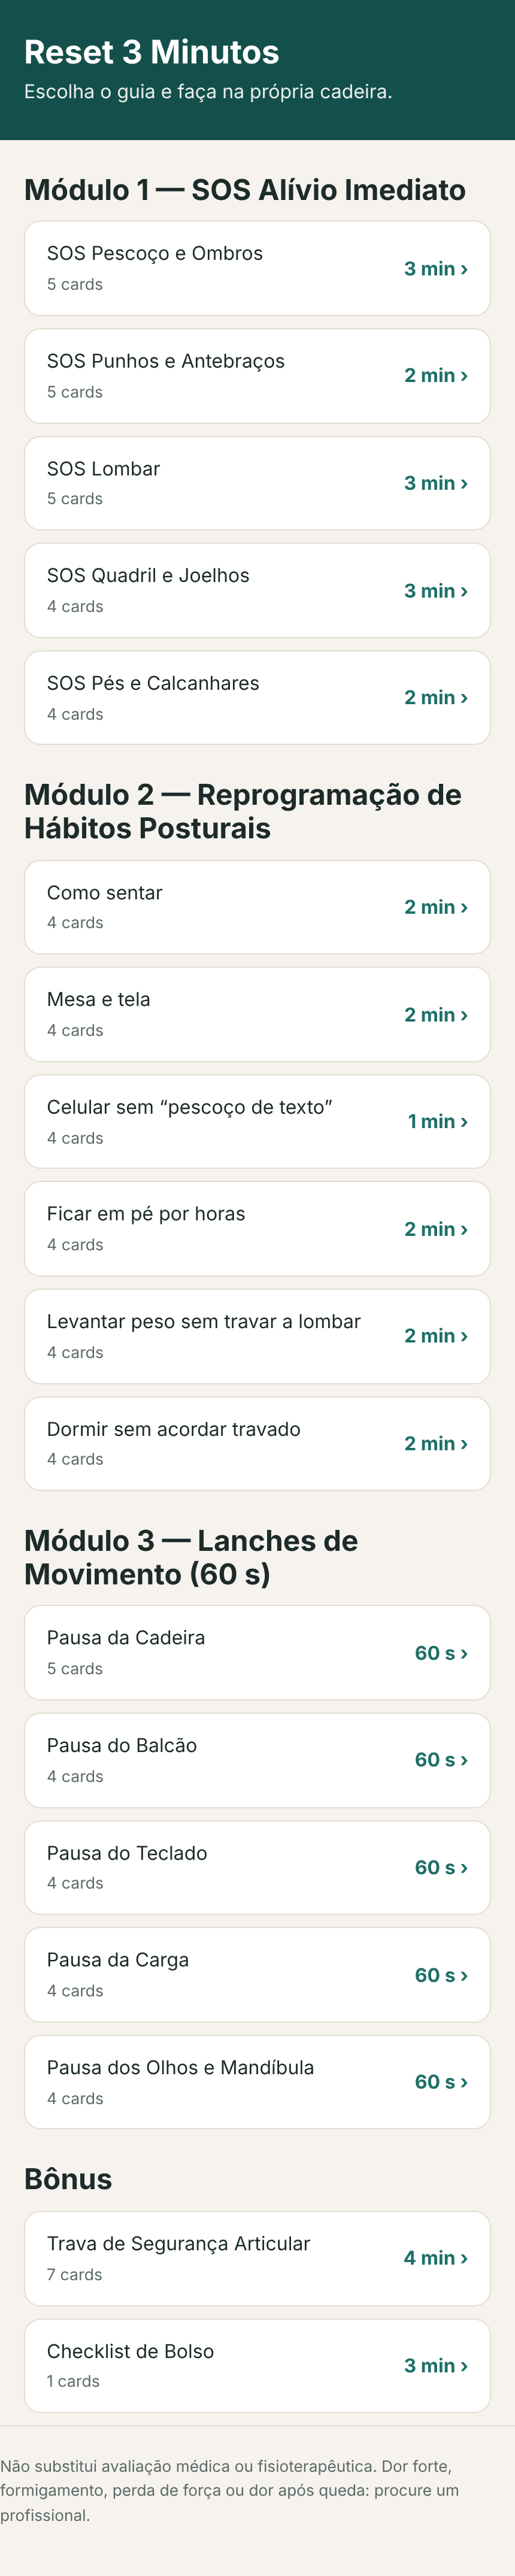 Reset 3 Minutos
Escolha o guia e faça na própria cadeira.
Módulo 1 — SOS Alívio Imediato
SOS Pescoço e Ombros
5 cards
3 min ›
SOS Punhos e Antebraços
5 cards
2 min ›
SOS Lombar
5 cards
3 min ›
SOS Quadril e Joelhos
4 cards
3 min ›
SOS Pés e Calcanhares
4 cards
2 min ›
Módulo 2 — Reprogramação de
Hábitos Posturais
Como sentar
4 cards
2 min ›
Mesa e tela
4 cards
2 min ›
Celular sem “pescoço de texto”
4 cards
1 min ›
Ficar em pé por horas
4 cards
2 min ›
Levantar peso sem travar a lombar
4 cards
2 min ›
Dormir sem acordar travado
4 cards
2 min ›
Módulo 3 — Lanches de
Movimento (60 s)
Pausa da Cadeira
5 cards
60 s ›
Pausa do Balcão
4 cards
60 s ›
Pausa do Teclado
4 cards
60 s ›
Pausa da Carga
4 cards
60 s ›
Pausa dos Olhos e Mandíbula
4 cards
60 s ›
Bônus
Trava de Segurança Articular
7 cards
4 min ›
Checklist de Bolso
1 cards
3 min ›
Não substitui avaliação médica ou fisioterapêutica. Dor forte,
formigamento, perda de força ou dor após queda: procure um
profissional.